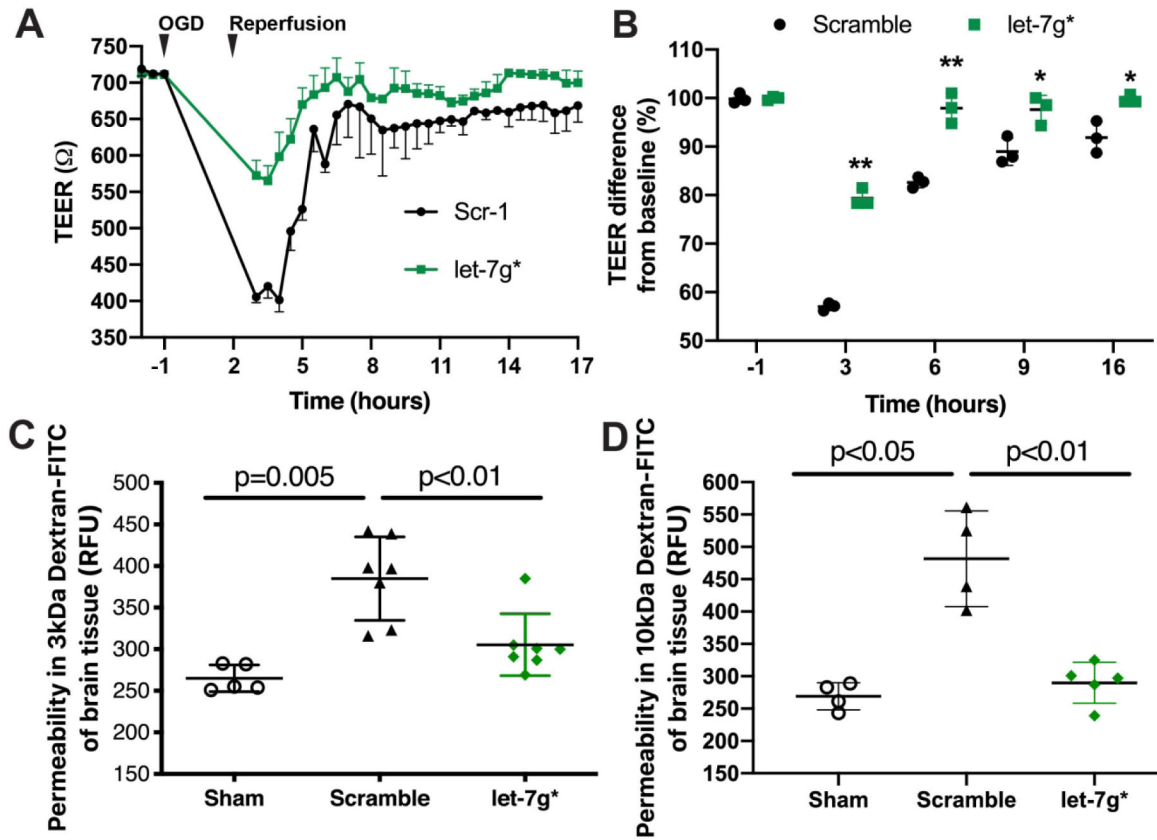 A
OGD
Reperfusion
TEER (Ω)
750
700
650
600
550
500
450
400
350
Scr-1
let-7g*
-1
2
5
8
11
14
17
Time (hours)
B
Scramble
let-7g*
TEER difference
from baseline (%)
110
100
90
80
70
60
50
**
**
*
*
-1
3
6
9
16
Time (hours)
C
Permeability in 3kDa Dextran-FITC
of brain tissue (RFU)
p=0.005
p<0.01
500
450
400
350
300
250
200
150
Sham
Scramble
let-7g*
D
Permeability in 10kDa Dextran-FITC
of brain tissue (RFU)
p<0.05
p<0.01
600
550
500
450
400
350
300
250
200
150
Sham
Scramble
let-7g*